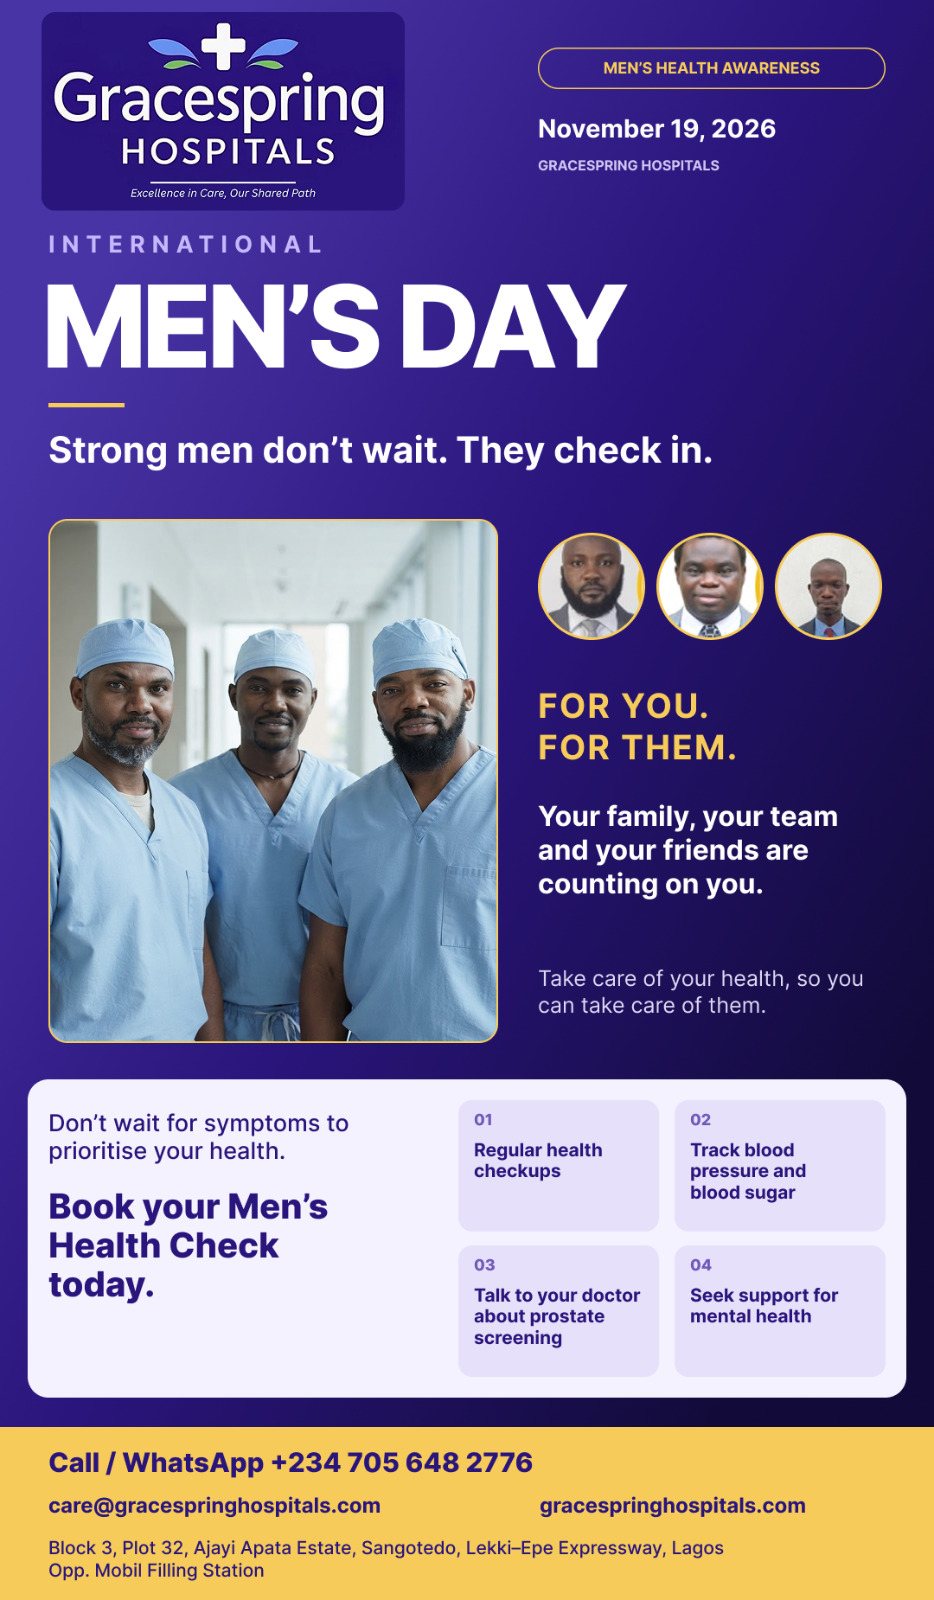 Gracespring
HOSPITALS
Excellence in Care, Our Shared Path
MEN'S HEALTH AWARENESS
November 19, 2026
GRACESPRING HOSPITALS
INTERNATIONAL
MEN'S DAY
Strong men don't wait. They check in.
FOR YOU.
FOR THEM.
Your family, your team
and your friends are
counting on you.
Take care of your health, so you
can take care of them.
Don't wait for symptoms to
prioritise your health.
Book your Men's
Health Check
today.
01
Regular health
checkups
02
Track blood
pressure and
blood sugar
03
Talk to your doctor
about prostate
screening
04
Seek support for
mental health
Call / WhatsApp +234 705 648 2776
care@gracespringhospitals.com
gracespringhospitals.com
Block 3, Plot 32, Ajayi Apata Estate, Sangotedo, Lekki–Epe Expressway, Lagos
Opp. Mobil Filling Station